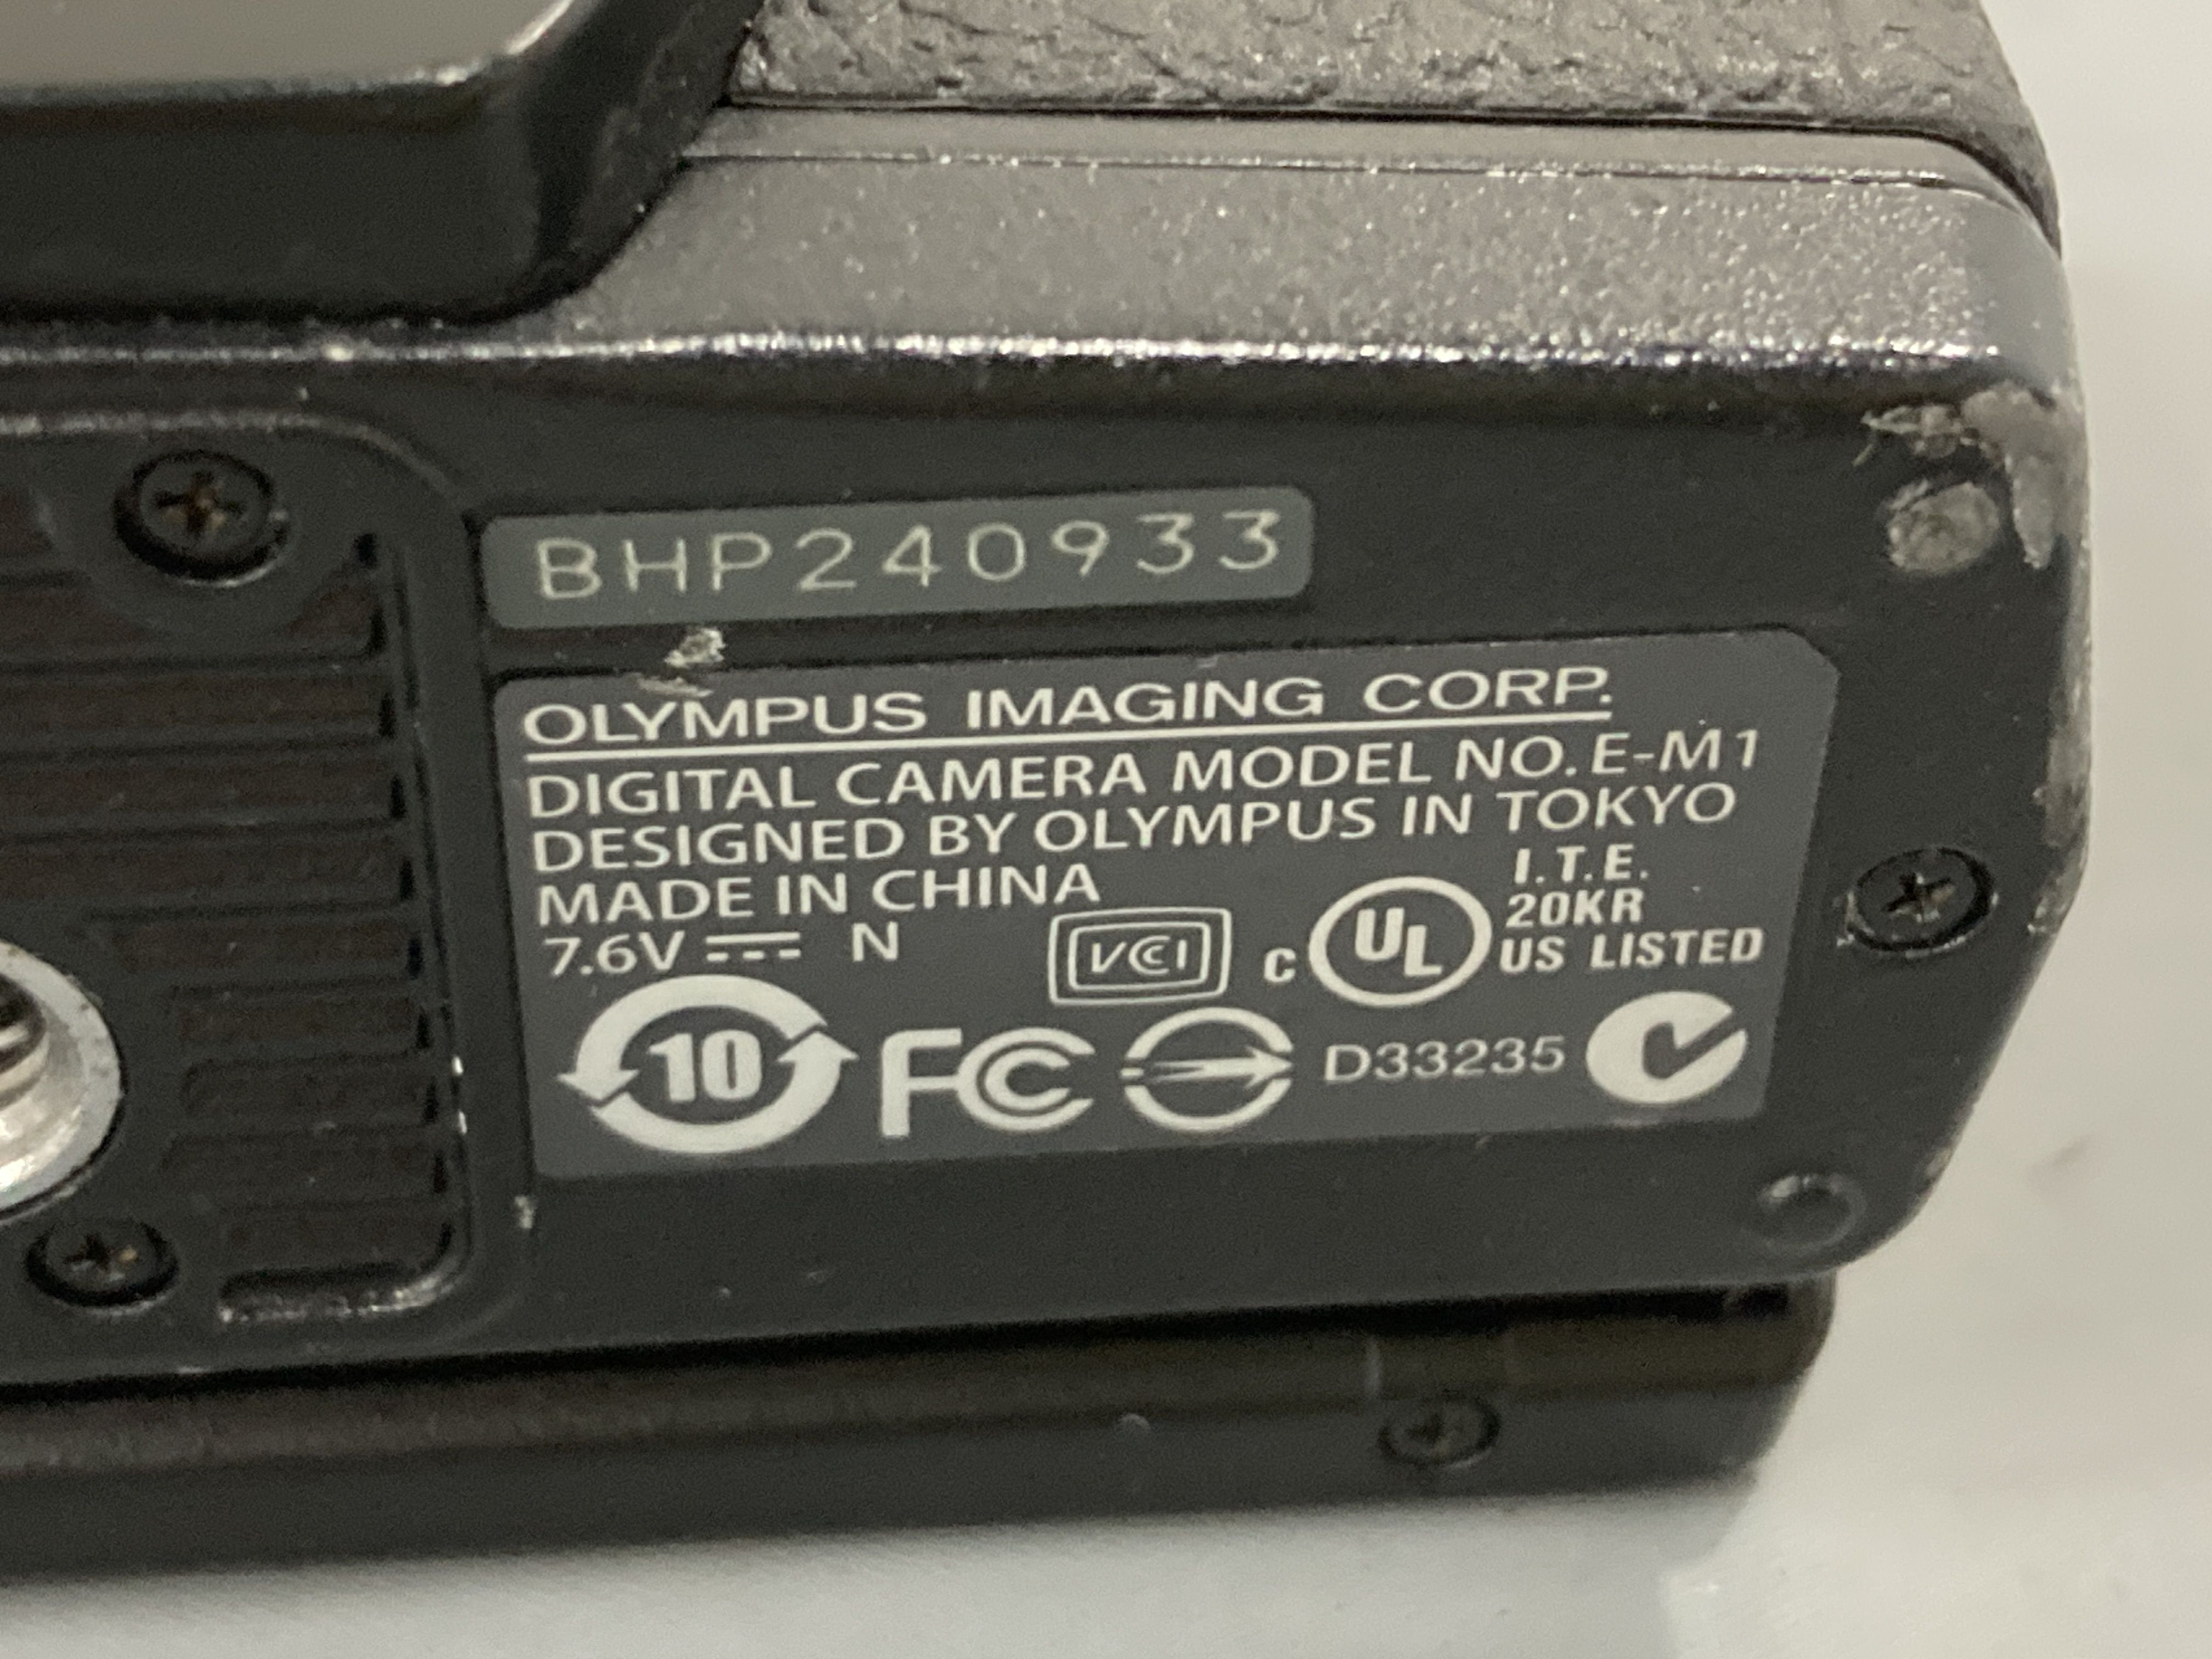 BHP240933
OLYMPUS IMAGING CORP.
DIGITAL CAMERA MODEL NO. E-M1
DESIGNED BY OLYMPUS IN TOKYO
MADE IN CHINA
7.6V ⎓ N
VCCI
c UL US LISTED
I.T.E.
20KR
10
FC
D33235